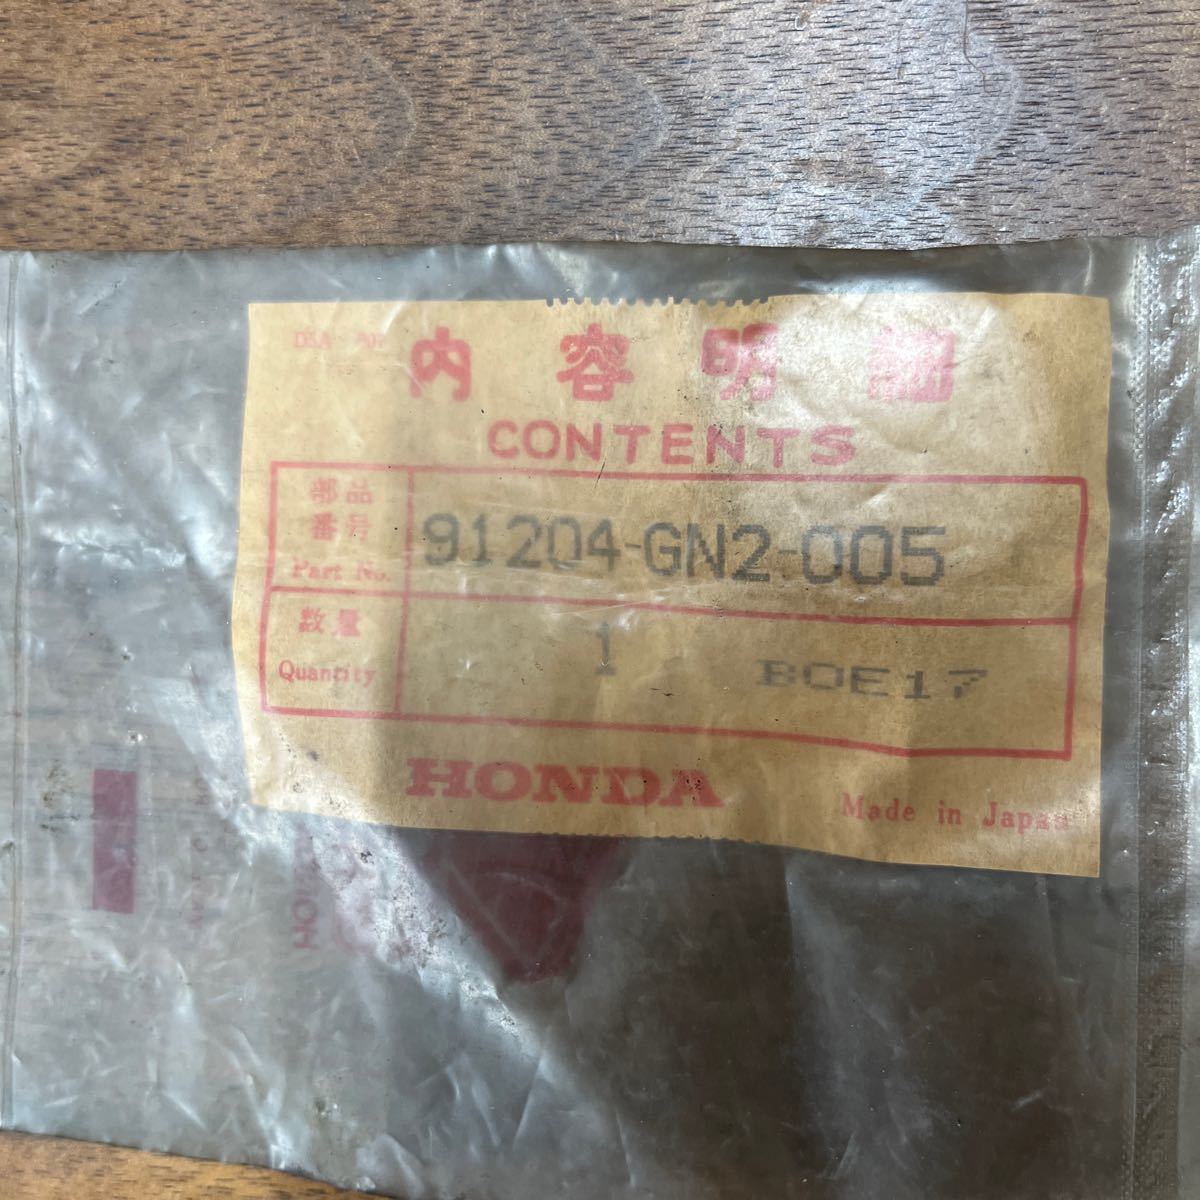 内容明細
CONTENTS
部品
番号
Part No.
91204-GN2-005
数量
Quantity
1 BOE17
HONDA
Made in Japan